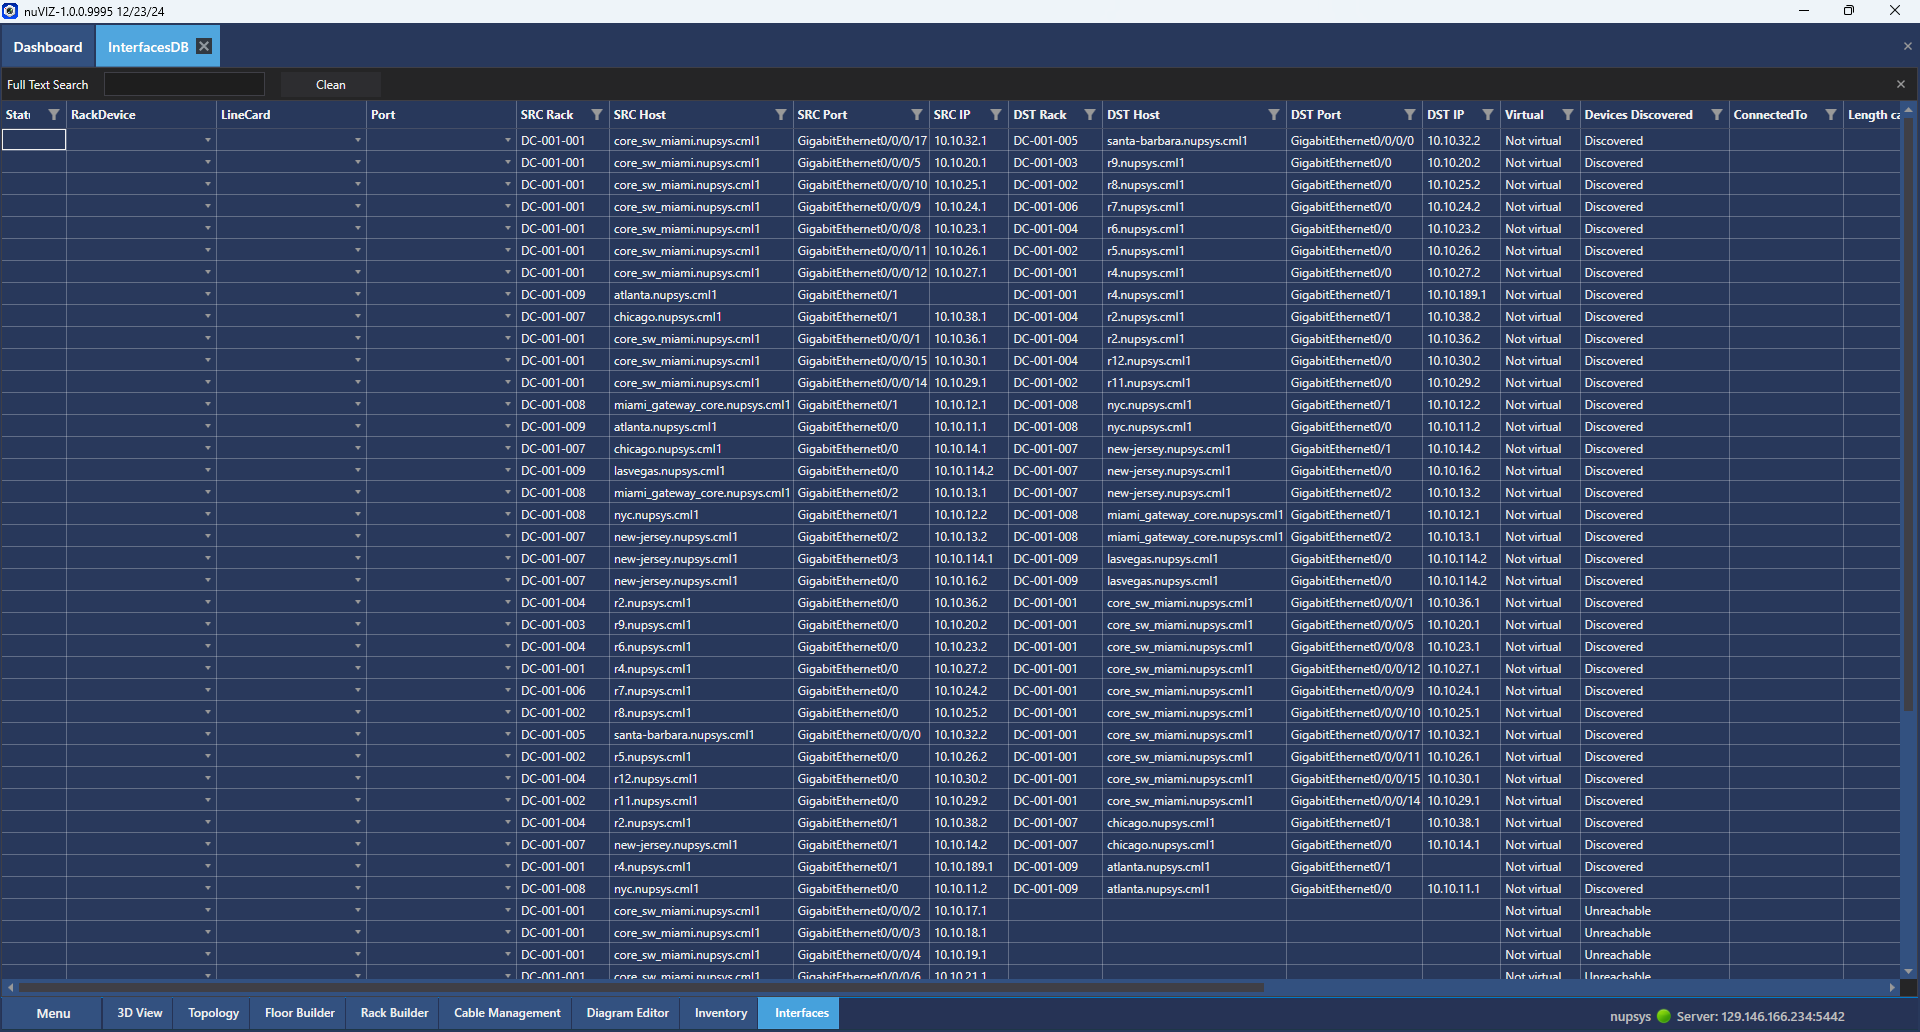 nuVIZ-1.0.0.9995 12/23/24
Dashboard InterfacesDB
Full Text Search Clean
Stat RackDevice LineCard Port SRC Rack SRC Host SRC Port SRC IP DST Rack DST Host DST Port DST IP Virtual Devices Discovered ConnectedTo Length ca
DC-001-001 core_sw_miami.nupsys.cml1 GigabitEthernet0/0/0/17 10.10.32.1 DC-001-005 santa-barbara.nupsys.cml1 GigabitEthernet0/0/0/0 10.10.32.2 Not virtual Discovered
DC-001-001 core_sw_miami.nupsys.cml1 GigabitEthernet0/0/0/5 10.10.20.1 DC-001-003 r9.nupsys.cml1 GigabitEthernet0/0 10.10.20.2 Not virtual Discovered
DC-001-001 core_sw_miami.nupsys.cml1 GigabitEthernet0/0/0/10 10.10.25.1 DC-001-002 r8.nupsys.cml1 GigabitEthernet0/0 10.10.25.2 Not virtual Discovered
DC-001-001 core_sw_miami.nupsys.cml1 GigabitEthernet0/0/0/9 10.10.24.1 DC-001-006 r7.nupsys.cml1 GigabitEthernet0/0 10.10.24.2 Not virtual Discovered
DC-001-001 core_sw_miami.nupsys.cml1 GigabitEthernet0/0/0/8 10.10.23.1 DC-001-004 r6.nupsys.cml1 GigabitEthernet0/0 10.10.23.2 Not virtual Discovered
DC-001-001 core_sw_miami.nupsys.cml1 GigabitEthernet0/0/0/11 10.10.26.1 DC-001-002 r5.nupsys.cml1 GigabitEthernet0/0 10.10.26.2 Not virtual Discovered
DC-001-001 core_sw_miami.nupsys.cml1 GigabitEthernet0/0/0/12 10.10.27.1 DC-001-001 r4.nupsys.cml1 GigabitEthernet0/0 10.10.27.2 Not virtual Discovered
DC-001-009 atlanta.nupsys.cml1 GigabitEthernet0/1 DC-001-001 r4.nupsys.cml1 GigabitEthernet0/1 10.10.189.1 Not virtual Discovered
DC-001-007 chicago.nupsys.cml1 GigabitEthernet0/1 10.10.38.1 DC-001-004 r2.nupsys.cml1 GigabitEthernet0/1 10.10.38.2 Not virtual Discovered
DC-001-001 core_sw_miami.nupsys.cml1 GigabitEthernet0/0/0/1 10.10.36.1 DC-001-004 r2.nupsys.cml1 GigabitEthernet0/0 10.10.36.2 Not virtual Discovered
DC-001-001 core_sw_miami.nupsys.cml1 GigabitEthernet0/0/0/15 10.10.30.1 DC-001-004 r12.nupsys.cml1 GigabitEthernet0/0 10.10.30.2 Not virtual Discovered
DC-001-001 core_sw_miami.nupsys.cml1 GigabitEthernet0/0/0/14 10.10.29.1 DC-001-002 r11.nupsys.cml1 GigabitEthernet0/0 10.10.29.2 Not virtual Discovered
DC-001-008 miami_gateway_core.nupsys.cml1 GigabitEthernet0/1 10.10.12.1 DC-001-008 nyc.nupsys.cml1 GigabitEthernet0/1 10.10.12.2 Not virtual Discovered
DC-001-009 atlanta.nupsys.cml1 GigabitEthernet0/0 10.10.11.1 DC-001-008 nyc.nupsys.cml1 GigabitEthernet0/0 10.10.11.2 Not virtual Discovered
DC-001-007 chicago.nupsys.cml1 GigabitEthernet0/0 10.10.14.1 DC-001-007 new-jersey.nupsys.cml1 GigabitEthernet0/1 10.10.14.2 Not virtual Discovered
DC-001-009 lasvegas.nupsys.cml1 GigabitEthernet0/0 10.10.114.2 DC-001-007 new-jersey.nupsys.cml1 GigabitEthernet0/0 10.10.16.2 Not virtual Discovered
DC-001-008 miami_gateway_core.nupsys.cml1 GigabitEthernet0/2 10.10.13.1 DC-001-007 new-jersey.nupsys.cml1 GigabitEthernet0/2 10.10.13.2 Not virtual Discovered
DC-001-008 nyc.nupsys.cml1 GigabitEthernet0/1 10.10.12.2 DC-001-008 miami_gateway_core.nupsys.cml1 GigabitEthernet0/1 10.10.12.1 Not virtual Discovered
DC-001-007 new-jersey.nupsys.cml1 GigabitEthernet0/2 10.10.13.2 DC-001-008 miami_gateway_core.nupsys.cml1 GigabitEthernet0/2 10.10.13.1 Not virtual Discovered
DC-001-007 new-jersey.nupsys.cml1 GigabitEthernet0/3 10.10.114.1 DC-001-009 lasvegas.nupsys.cml1 GigabitEthernet0/0 10.10.114.2 Not virtual Discovered
DC-001-007 new-jersey.nupsys.cml1 GigabitEthernet0/0 10.10.16.2 DC-001-009 lasvegas.nupsys.cml1 GigabitEthernet0/0 10.10.114.2 Not virtual Discovered
DC-001-004 r2.nupsys.cml1 GigabitEthernet0/0 10.10.36.2 DC-001-001 core_sw_miami.nupsys.cml1 GigabitEthernet0/0/0/1 10.10.36.1 Not virtual Discovered
DC-001-003 r9.nupsys.cml1 GigabitEthernet0/0 10.10.20.2 DC-001-001 core_sw_miami.nupsys.cml1 GigabitEthernet0/0/0/5 10.10.20.1 Not virtual Discovered
DC-001-004 r6.nupsys.cml1 GigabitEthernet0/0 10.10.23.2 DC-001-001 core_sw_miami.nupsys.cml1 GigabitEthernet0/0/0/8 10.10.23.1 Not virtual Discovered
DC-001-001 r4.nupsys.cml1 GigabitEthernet0/0 10.10.27.2 DC-001-001 core_sw_miami.nupsys.cml1 GigabitEthernet0/0/0/12 10.10.27.1 Not virtual Discovered
DC-001-006 r7.nupsys.cml1 GigabitEthernet0/0 10.10.24.2 DC-001-001 core_sw_miami.nupsys.cml1 GigabitEthernet0/0/0/9 10.10.24.1 Not virtual Discovered
DC-001-002 r8.nupsys.cml1 GigabitEthernet0/0 10.10.25.2 DC-001-001 core_sw_miami.nupsys.cml1 GigabitEthernet0/0/0/10 10.10.25.1 Not virtual Discovered
DC-001-005 santa-barbara.nupsys.cml1 GigabitEthernet0/0/0/0 10.10.32.2 DC-001-001 core_sw_miami.nupsys.cml1 GigabitEthernet0/0/0/17 10.10.32.1 Not virtual Discovered
DC-001-002 r5.nupsys.cml1 GigabitEthernet0/0 10.10.26.2 DC-001-001 core_sw_miami.nupsys.cml1 GigabitEthernet0/0/0/11 10.10.26.1 Not virtual Discovered
DC-001-004 r12.nupsys.cml1 GigabitEthernet0/0 10.10.30.2 DC-001-001 core_sw_miami.nupsys.cml1 GigabitEthernet0/0/0/15 10.10.30.1 Not virtual Discovered
DC-001-002 r11.nupsys.cml1 GigabitEthernet0/0 10.10.29.2 DC-001-001 core_sw_miami.nupsys.cml1 GigabitEthernet0/0/0/14 10.10.29.1 Not virtual Discovered
DC-001-004 r2.nupsys.cml1 GigabitEthernet0/1 10.10.38.2 DC-001-007 chicago.nupsys.cml1 GigabitEthernet0/1 10.10.38.1 Not virtual Discovered
DC-001-007 new-jersey.nupsys.cml1 GigabitEthernet0/1 10.10.14.2 DC-001-007 chicago.nupsys.cml1 GigabitEthernet0/0 10.10.14.1 Not virtual Discovered
DC-001-001 r4.nupsys.cml1 GigabitEthernet0/1 10.10.189.1 DC-001-009 atlanta.nupsys.cml1 GigabitEthernet0/1 Not virtual Discovered
DC-001-008 nyc.nupsys.cml1 GigabitEthernet0/0 10.10.11.2 DC-001-009 atlanta.nupsys.cml1 GigabitEthernet0/0 10.10.11.1 Not virtual Discovered
DC-001-001 core_sw_miami.nupsys.cml1 GigabitEthernet0/0/0/2 10.10.17.1 Not virtual Unreachable
DC-001-001 core_sw_miami.nupsys.cml1 GigabitEthernet0/0/0/3 10.10.18.1 Not virtual Unreachable
DC-001-001 core_sw_miami.nupsys.cml1 GigabitEthernet0/0/0/4 10.10.19.1 Not virtual Unreachable
DC-001-001 core_sw_miami.nupsys.cml1 GigabitEthernet0/0/0/6 10.10.21.1 Not virtual Unreachable
Menu 3D View Topology Floor Builder Rack Builder Cable Management Diagram Editor Inventory Interfaces nupsys Server: 129.146.166.234:5442